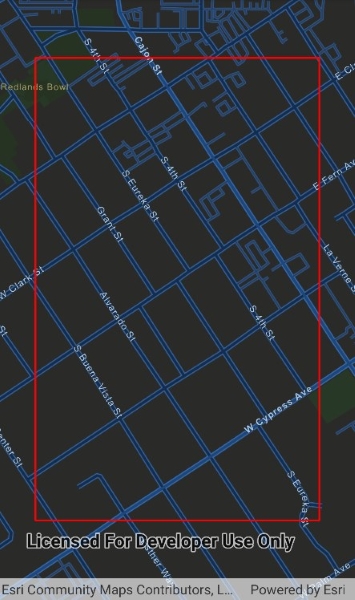 S 4th St
Cajon St
Redlands Bowl
S 4th St
S Eureka St
E Fern Av
Grant St
La Verne S
W Clark St
Alvarado St
S 4th St
S Buena Vista St
W Cypress Ave
S Eureka St
Licensed For Developer Use Only
Esri Community Maps Contributors, L...
Powered by Esri